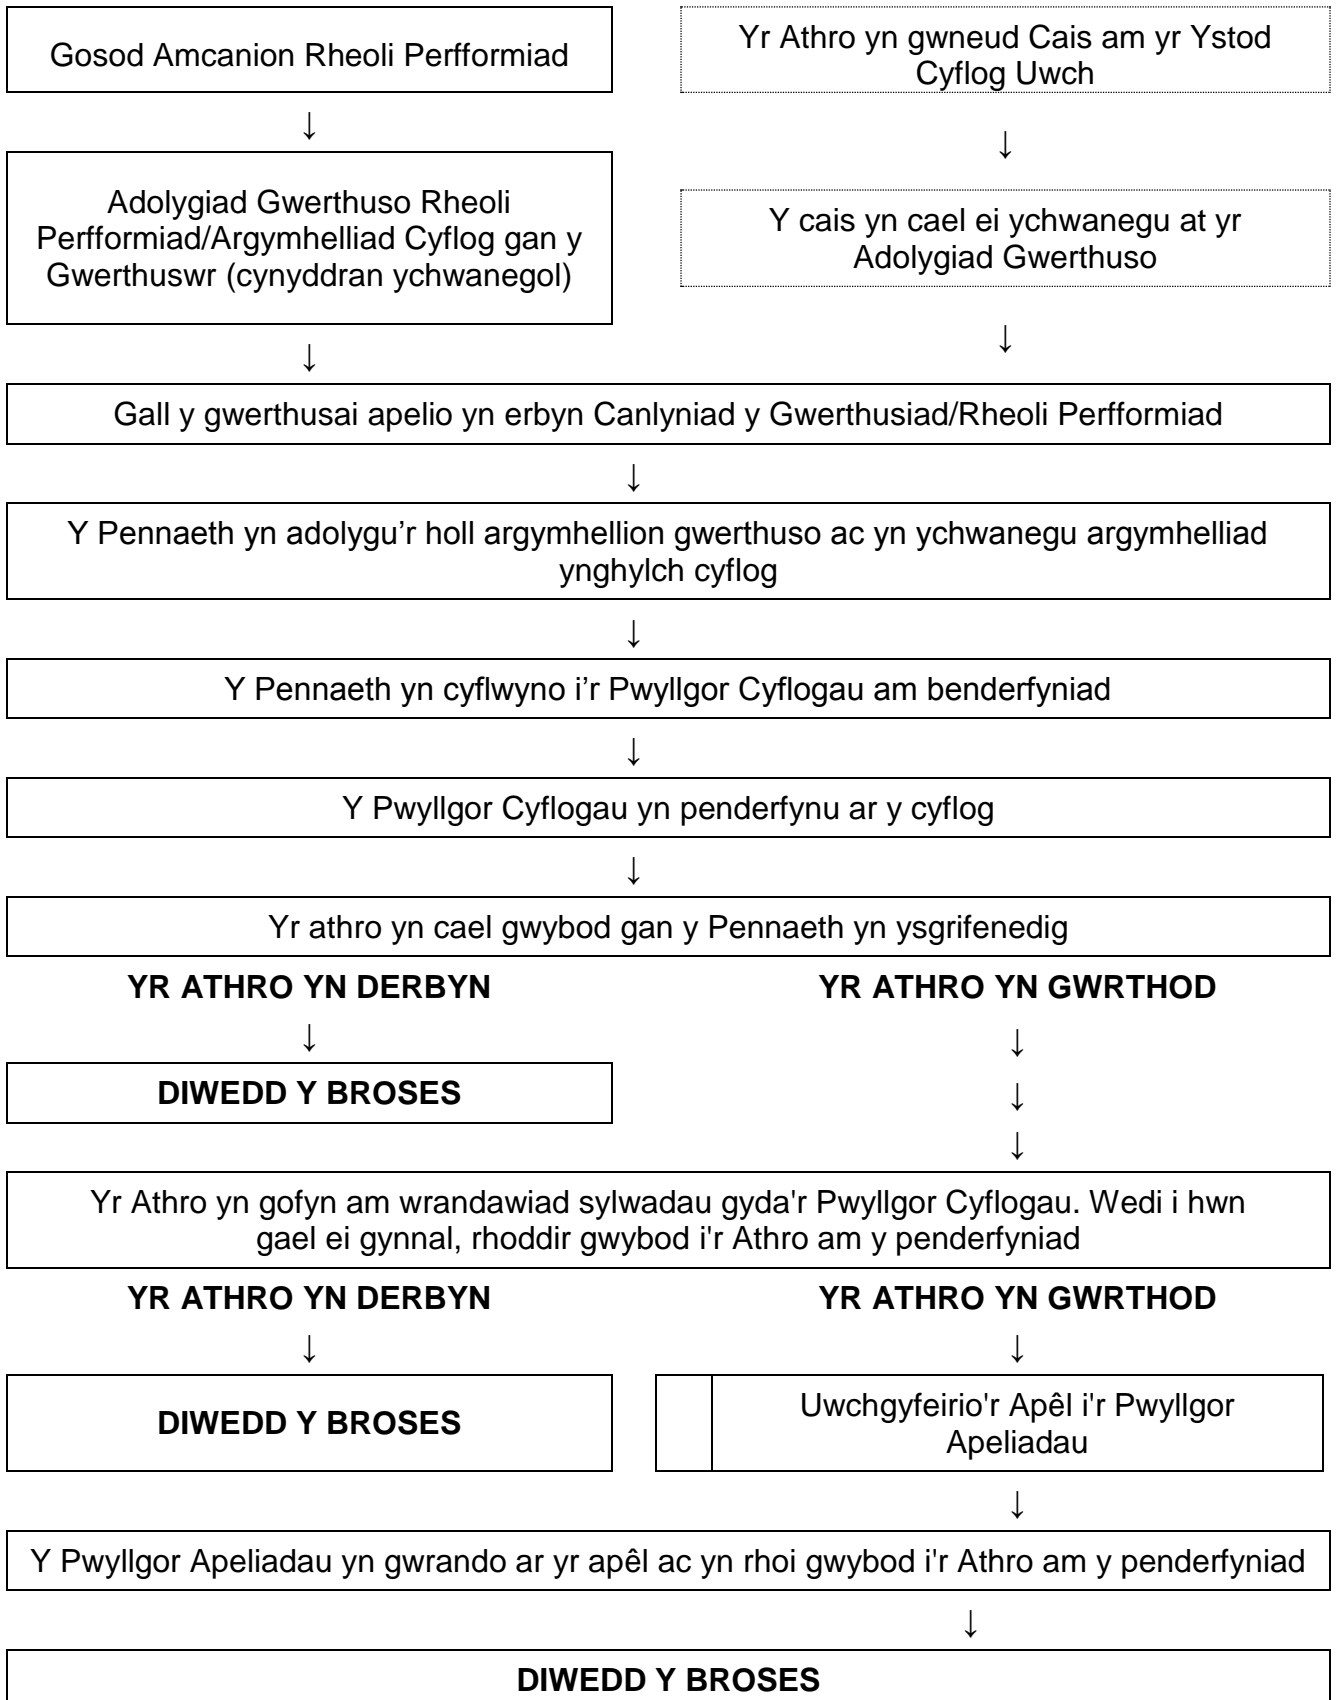 Gosod Amcanion Rheoli Perfformiad
Yr Athro yn gwneud Cais am yr Ystod
Cyflog Uwch
↓
↓
Adolygiad Gwerthuso Rheoli
Perfformiad/Argymhelliad Cyflog gan y
Gwerthuswr (cynyddran ychwanegol)
Y cais yn cael ei ychwanegu at yr
Adolygiad Gwerthuso
↓
↓
Gall y gwerthusai apelio yn erbyn Canlyniad y Gwerthusiad/Rheoli Perfformiad
↓
Y Pennaeth yn adolygu’r holl argymhellion gwerthuso ac yn ychwanegu argymhelliad
ynghylch cyflog
↓
Y Pennaeth yn cyflwyno i’r Pwyllgor Cyflogau am benderfyniad
↓
Y Pwyllgor Cyflogau yn penderfynu ar y cyflog
↓
Yr athro yn cael gwybod gan y Pennaeth yn ysgrifenedig
YR ATHRO YN DERBYN
YR ATHRO YN GWRTHOD
↓
↓
DIWEDD Y BROSES
↓
↓
Yr Athro yn gofyn am wrandawiad sylwadau gyda'r Pwyllgor Cyflogau. Wedi i hwn
gael ei gynnal, rhoddir gwybod i'r Athro am y penderfyniad
YR ATHRO YN DERBYN
YR ATHRO YN GWRTHOD
↓
↓
DIWEDD Y BROSES
Uwchgyfeirio'r Apêl i'r Pwyllgor
Apeliadau
↓
Y Pwyllgor Apeliadau yn gwrando ar yr apêl ac yn rhoi gwybod i'r Athro am y penderfyniad
↓
DIWEDD Y BROSES